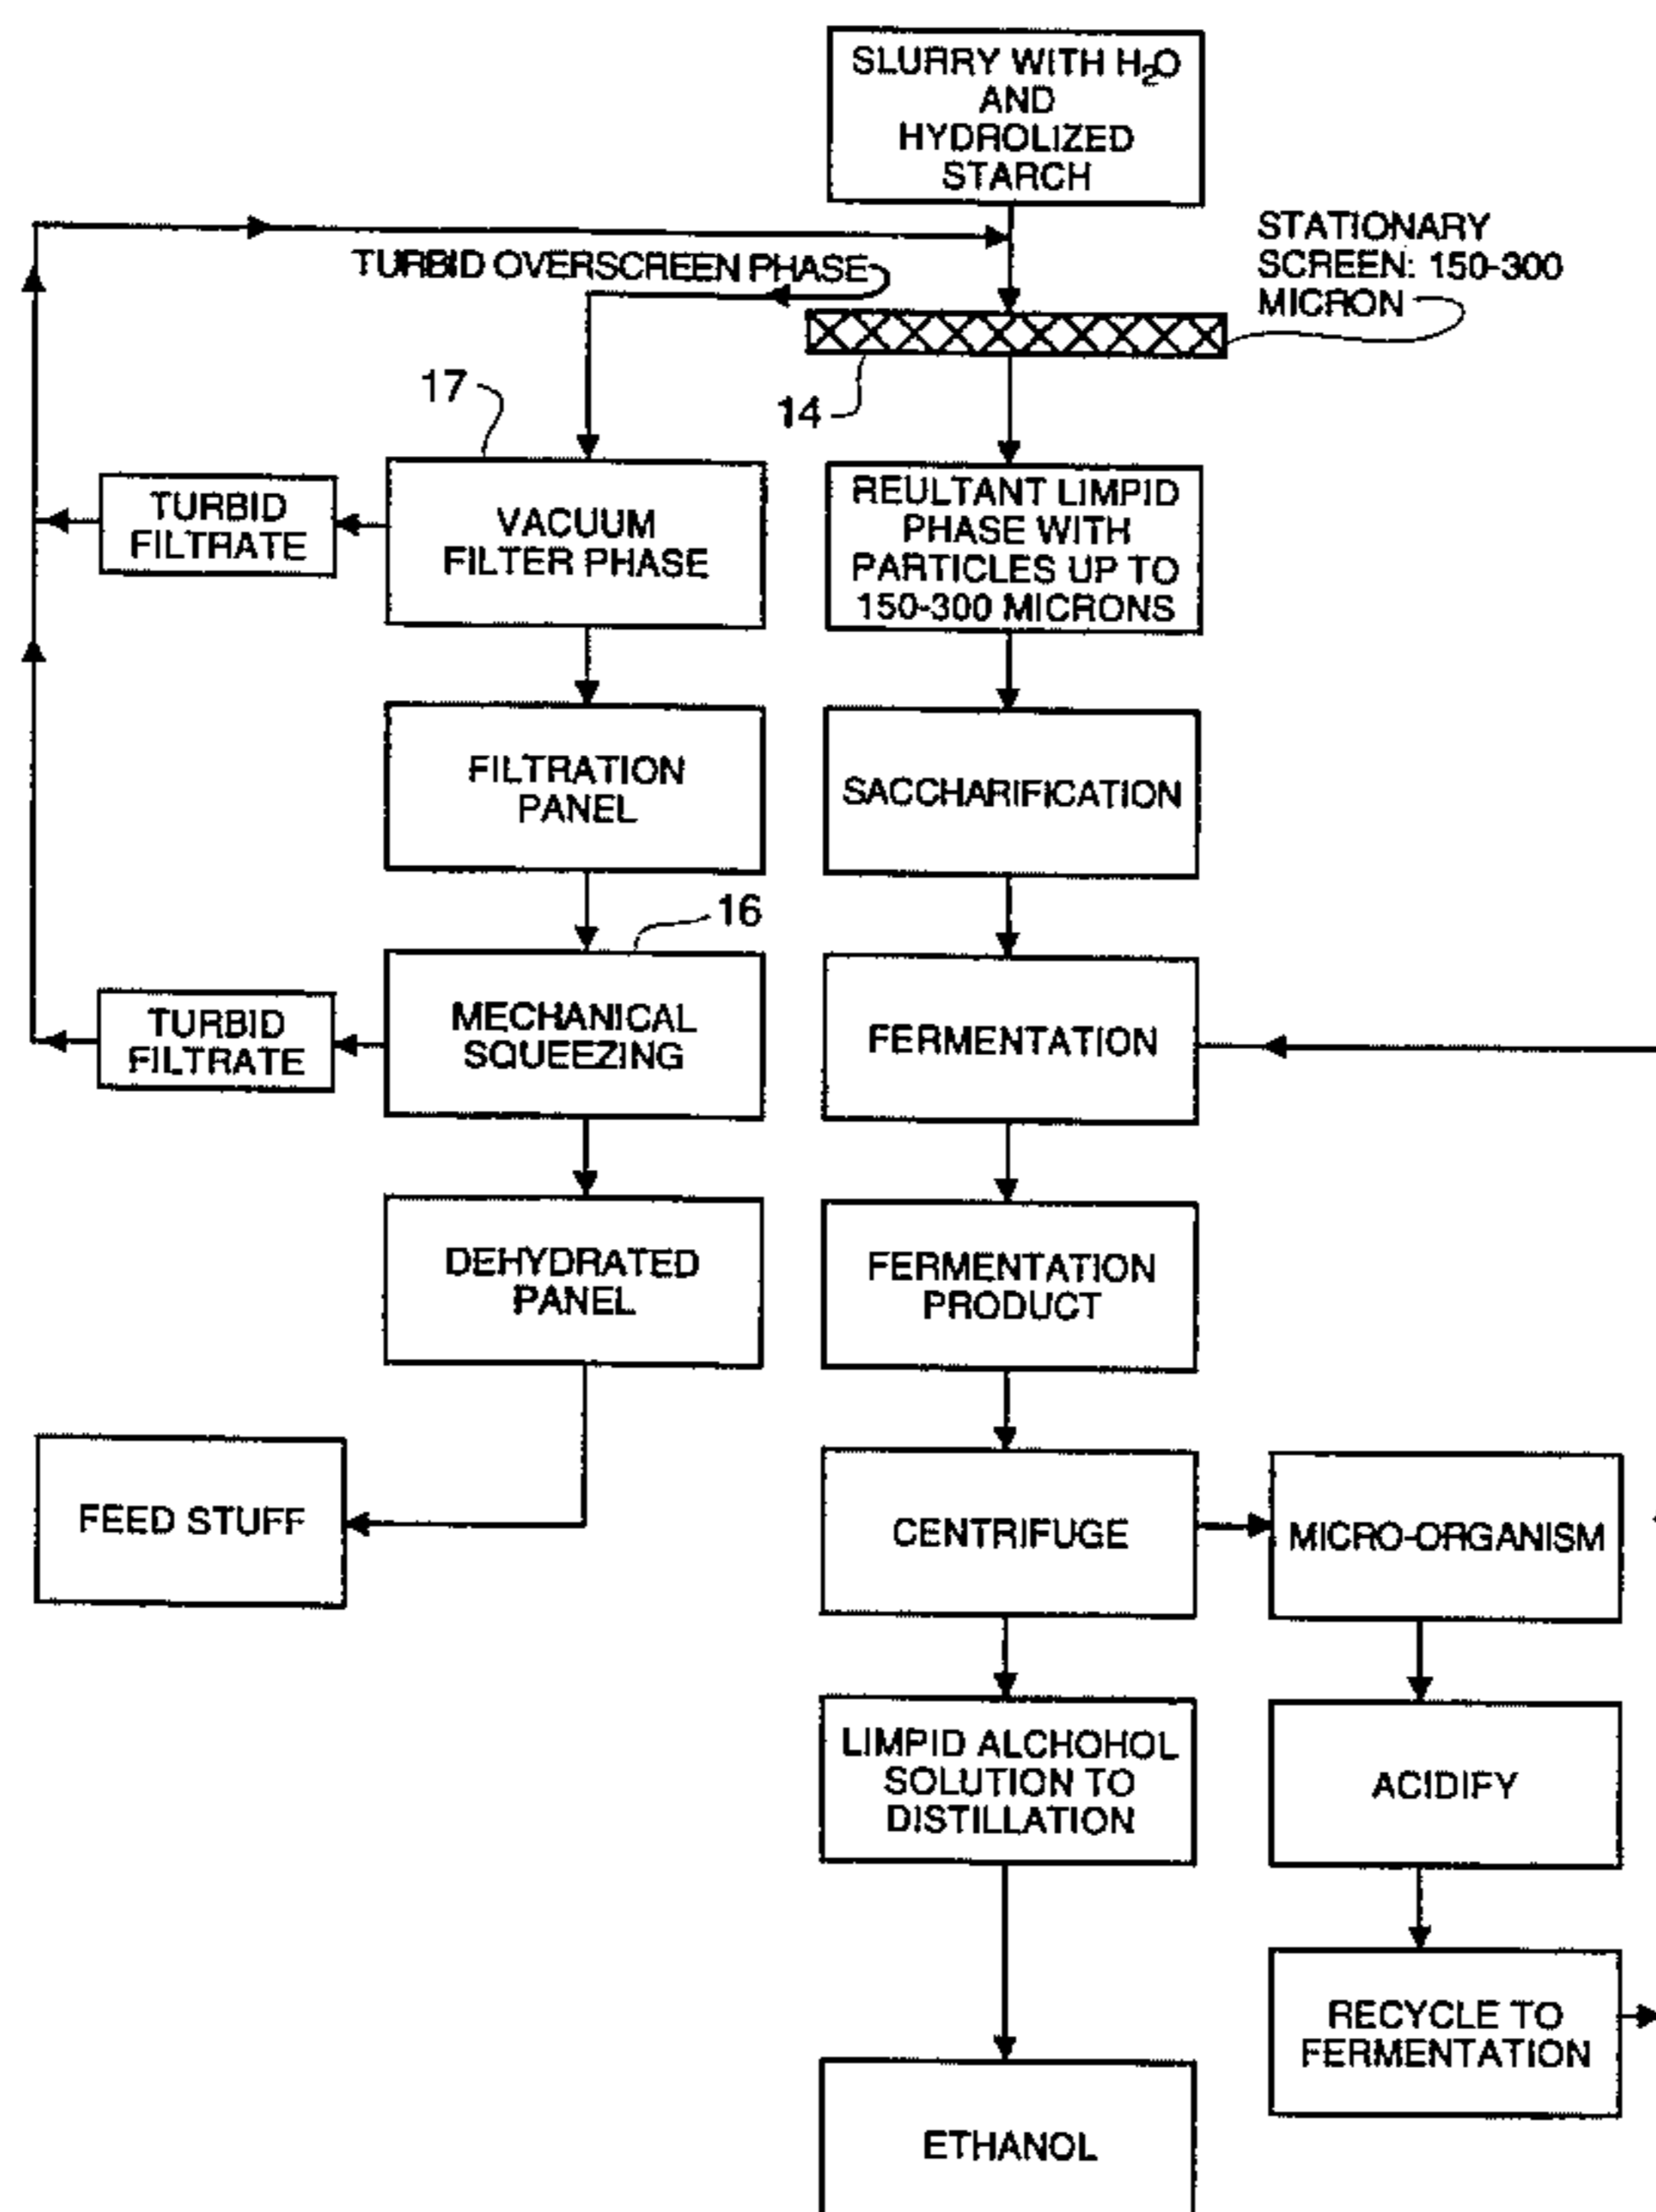 SLURRY WITH H₂O
AND
HYDROLIZED
STARCH
TURBID OVERSCREEN PHASE
STATIONARY
SCREEN: 150-300
MICRON
14
17
TURBID
FILTRATE
VACUUM
FILTER PHASE
REULTANT LIMPID
PHASE WITH
PARTICLES UP TO
150-300 MICRONS
FILTRATION
PANEL
SACCHARIFICATION
16
TURBID
FILTRATE
MECHANICAL
SQUEEZING
FERMENTATION
DEHYDRATED
PANEL
FERMENTATION
PRODUCT
FEED STUFF
CENTRIFUGE
MICRO-ORGANISM
LIMPID ALCHOHOL
SOLUTION TO
DISTILLATION
ACIDIFY
RECYCLE TO
FERMENTATION
ETHANOL